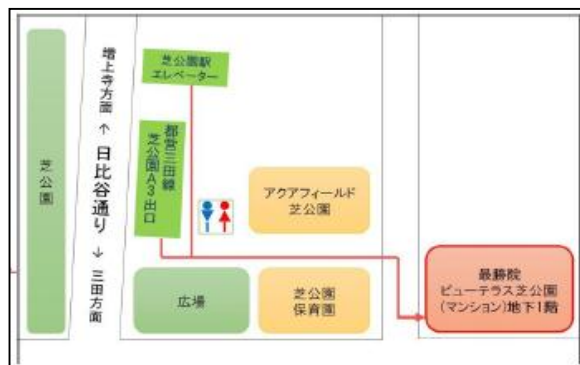 芝公園駅
エレベーター
増上寺方面
↑
日比谷通り
↓
三田方面
芝公園
都営三田線
芝公園A3出口
アクアフィールド
芝公園
広場
芝公園
保育園
最勝院
ビューテラス芝公園
(マンション)地下1階